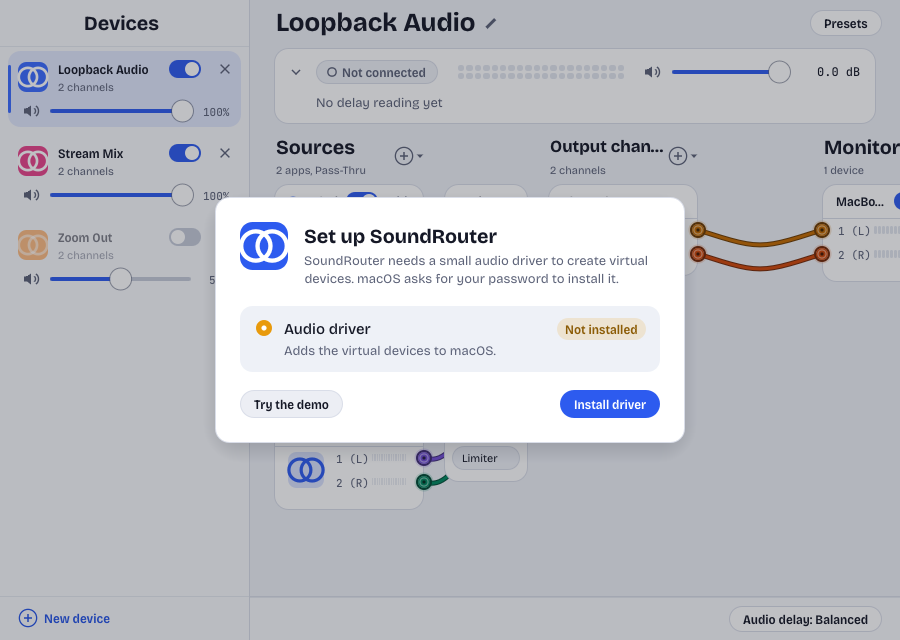 Devices
Loopback Audio
2 channels
100%
Stream Mix
2 channels
100%
Zoom Out
2 channels
New device
Loopback Audio
Presets
Not connected
0.0 dB
No delay reading yet
Sources
2 apps, Pass-Thru
Output chan...
2 channels
Monitor
1 device
MacBo...
1 (L)
2 (R)
Set up SoundRouter
SoundRouter needs a small audio driver to create virtual
devices. macOS asks for your password to install it.
Audio driver
Not installed
Adds the virtual devices to macOS.
Try the demo
Install driver
1 (L)
2 (R)
Limiter
Audio delay: Balanced